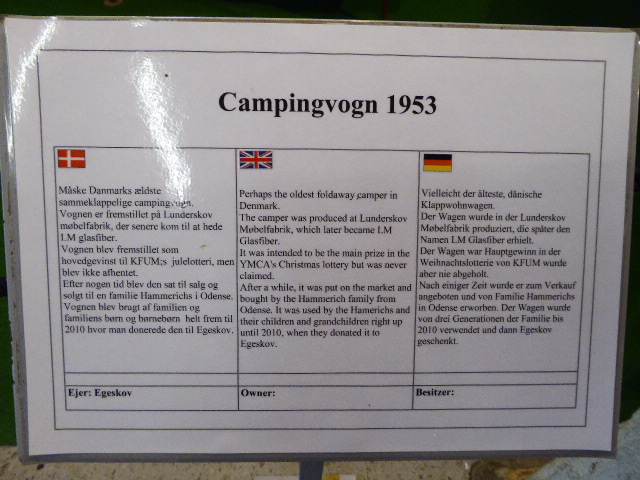 Campingvogn 1953
Måske Danmarks ældste
sammeklappelige campingvogn.
Vognen er fremstillet på Lunderskov
møbelfabrik, der senere kom til at hede
LM glasfiber.
Vognen blev fremstillet som
hovedgevinst til KFUM;s julelotteri, men
blev ikke afhentet.
Efter nogen tid blev den sat til salg og
solgt til en familie Hammerichs i Odense.
Vognen blev brugt af familien og
familiens børn og børnebørn helt frem til
2010 hvor man donerede den til Egeskov.
Ejer: Egeskov
Perhaps the oldest foldaway camper in
Denmark.
The camper was produced at Lunderskov
Møbelfabrik, which later became LM
Glasfiber.
It was intended to be the main prize in the
YMCA's Christmas lottery but was never
claimed.
After a while, it was put on the market and
bought by the Hammerich family from
Odense. It was used by the Hamerichs and
their children and grandchildren right up
until 2010, when they donated it to
Egeskov.
Owner:
Vielleicht der älteste, dänische
Klappwohnwagen.
Der Wagen wurde in der Lunderskov
Møbelfabrik produziert, die später den
Namen LM Glasfiber erhielt.
Der Wagen war Hauptgewinn in der
Weihnachtslotterie von KFUM wurde
aber nie abgeholt.
Nach einiger Zeit wurde er zum Verkauf
angeboten und von Familie Hammerichs
in Odense erworben. Der Wagen wurde
von drei Generationen der Familie bis
2010 verwendet und dann Egeskov
geschenkt.
Besitzer: